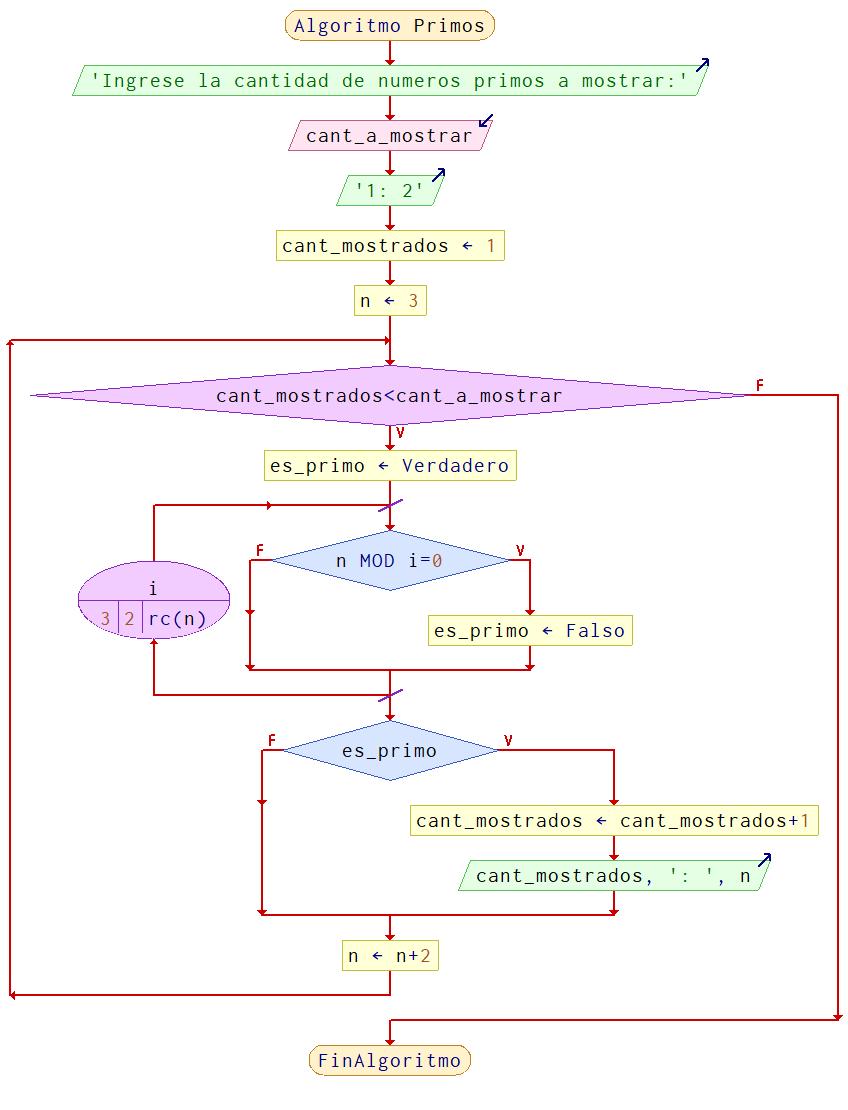 Algoritmo Primos
'Ingrese la cantidad de numeros primos a mostrar:'
cant_a_mostrar
'1: 2'
cant_mostrados ← 1
n ← 3
cant_mostrados<cant_a_mostrar
F
V
es_primo ← Verdadero
F
n MOD i=0
V
i
3 2 rc(n)
es_primo ← Falso
F
es_primo
V
cant_mostrados ← cant_mostrados+1
cant_mostrados, ': ', n
n ← n+2
FinAlgoritmo